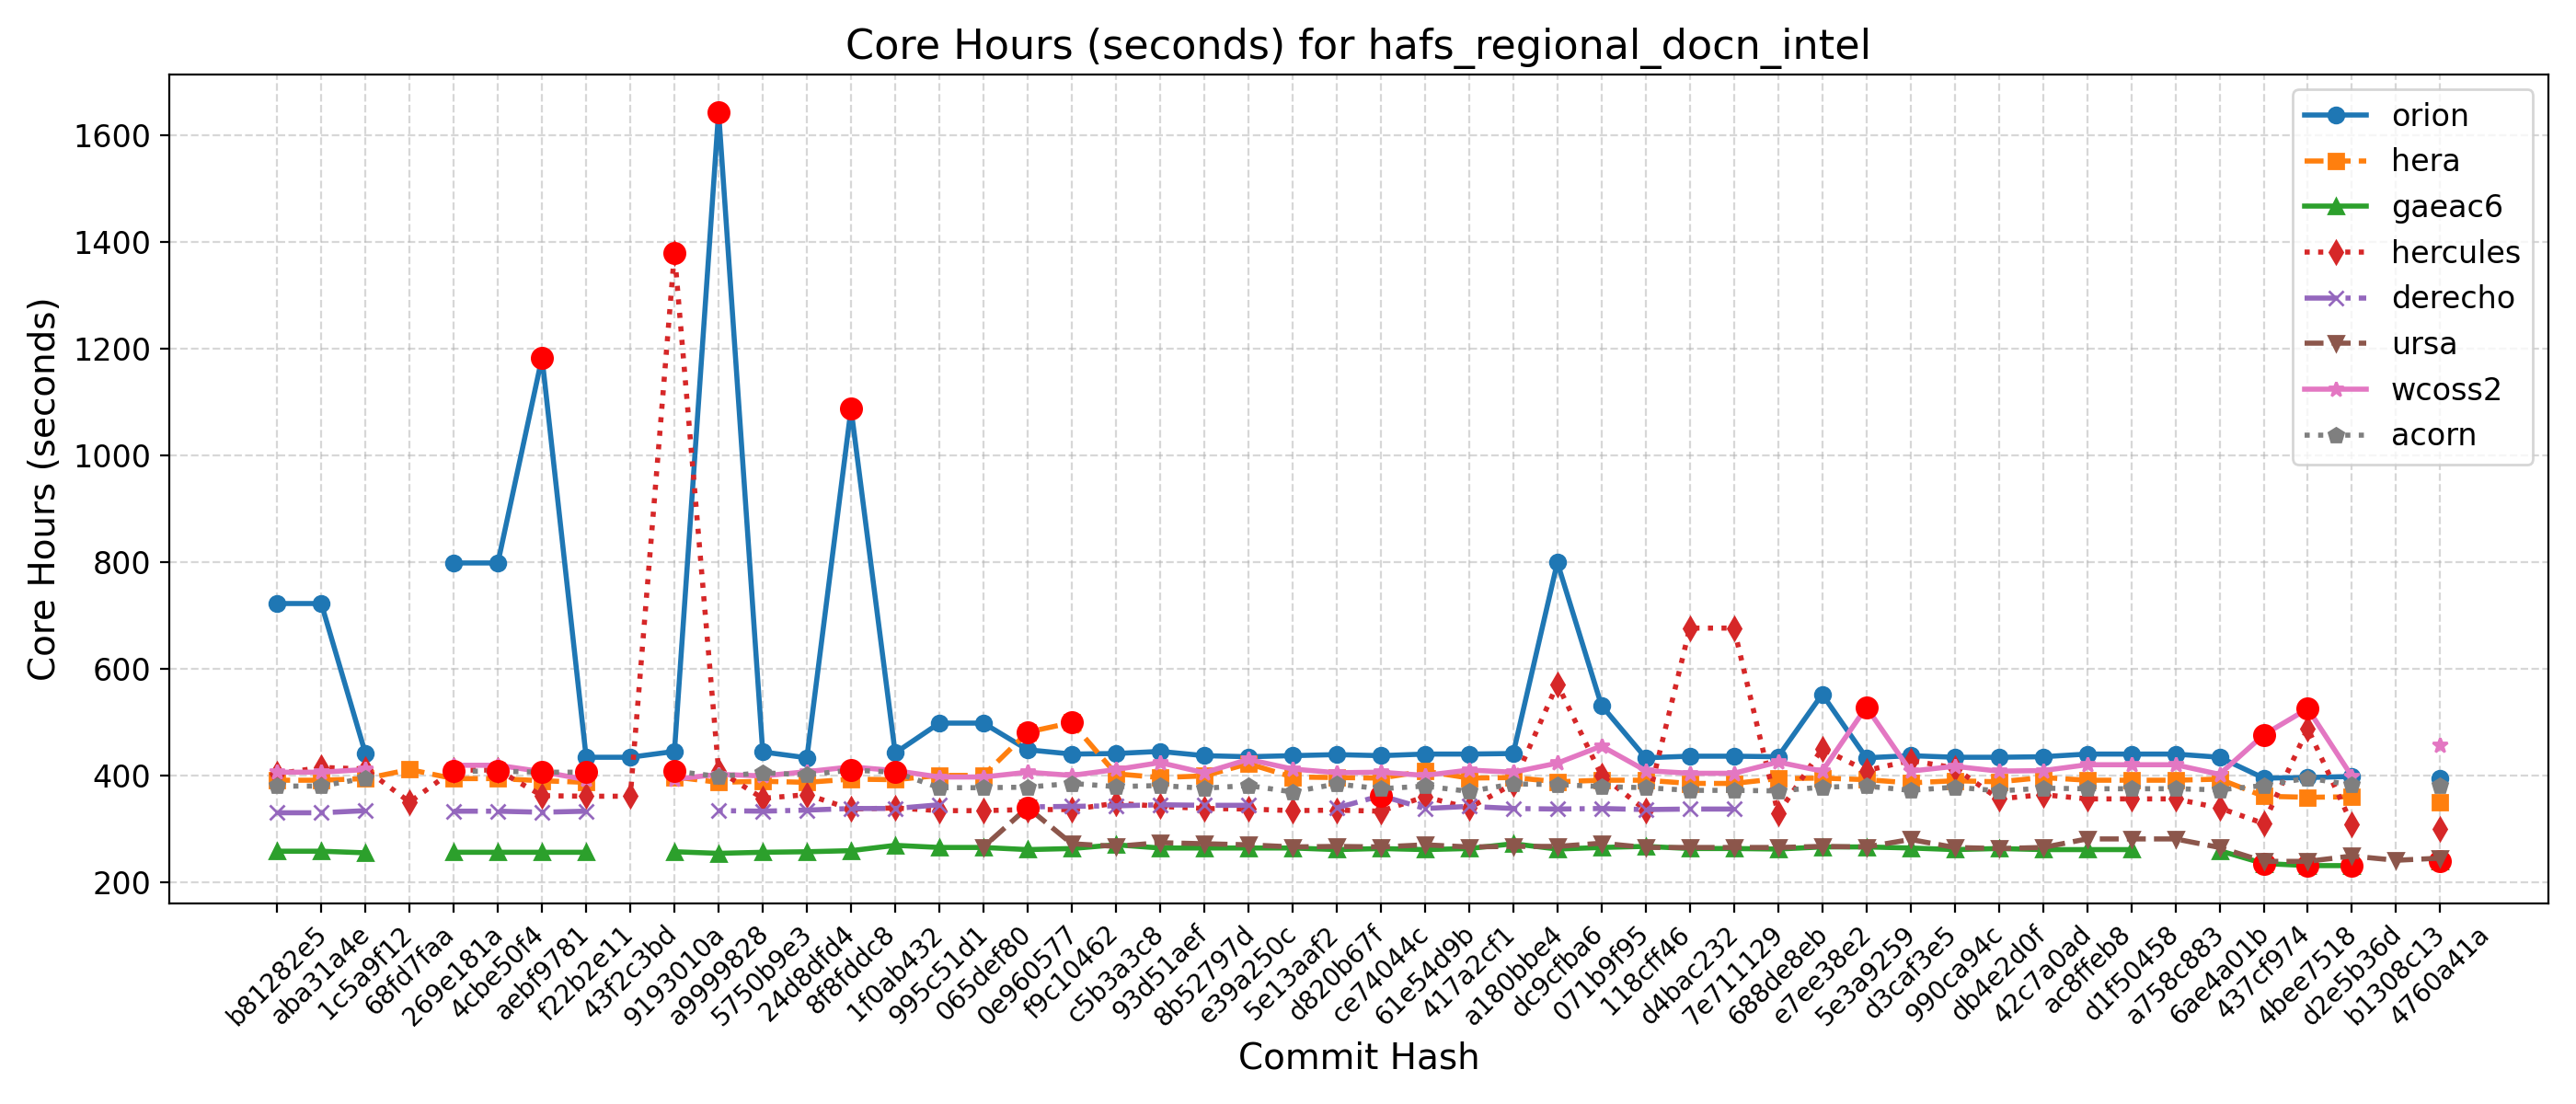 Core Hours (seconds) for hafs_regional_docn_intel
Core Hours (seconds)
1600
1400
1200
1000
800
600
400
200
orion
hera
gaeac6
hercules
derecho
ursa
wcoss2
acorn
b81282e5
aba31a4e
1c5a9f12
68fd7faa
269e181a
4cbe50f4
aebf9781
f22b2e11
43f2c3bd
9193010a
a9999828
5750b9e3
24d8dfd4
8f8fddc8
1f0ab432
995c51d1
065def80
0e960577
f9c10462
c5b3a3c8
93d51aef
8b52797d
e39a250c
5e13aaf2
d820b67f
ce74044c
61e54d9b
417a2cf1
a180bbe4
dc9cfba6
071b9f95
118cff46
d4bac232
7e711129
688de8eb
e7ee38e2
5e3a9259
d3caf3e5
990ca94c
db4e2d0f
42c7a0ad
ac8ffeb8
d1f50458
a758c883
6ae4a01b
437cf974
4bee7518
d2e5b36d
b1308c13
4760a41a
Commit Hash